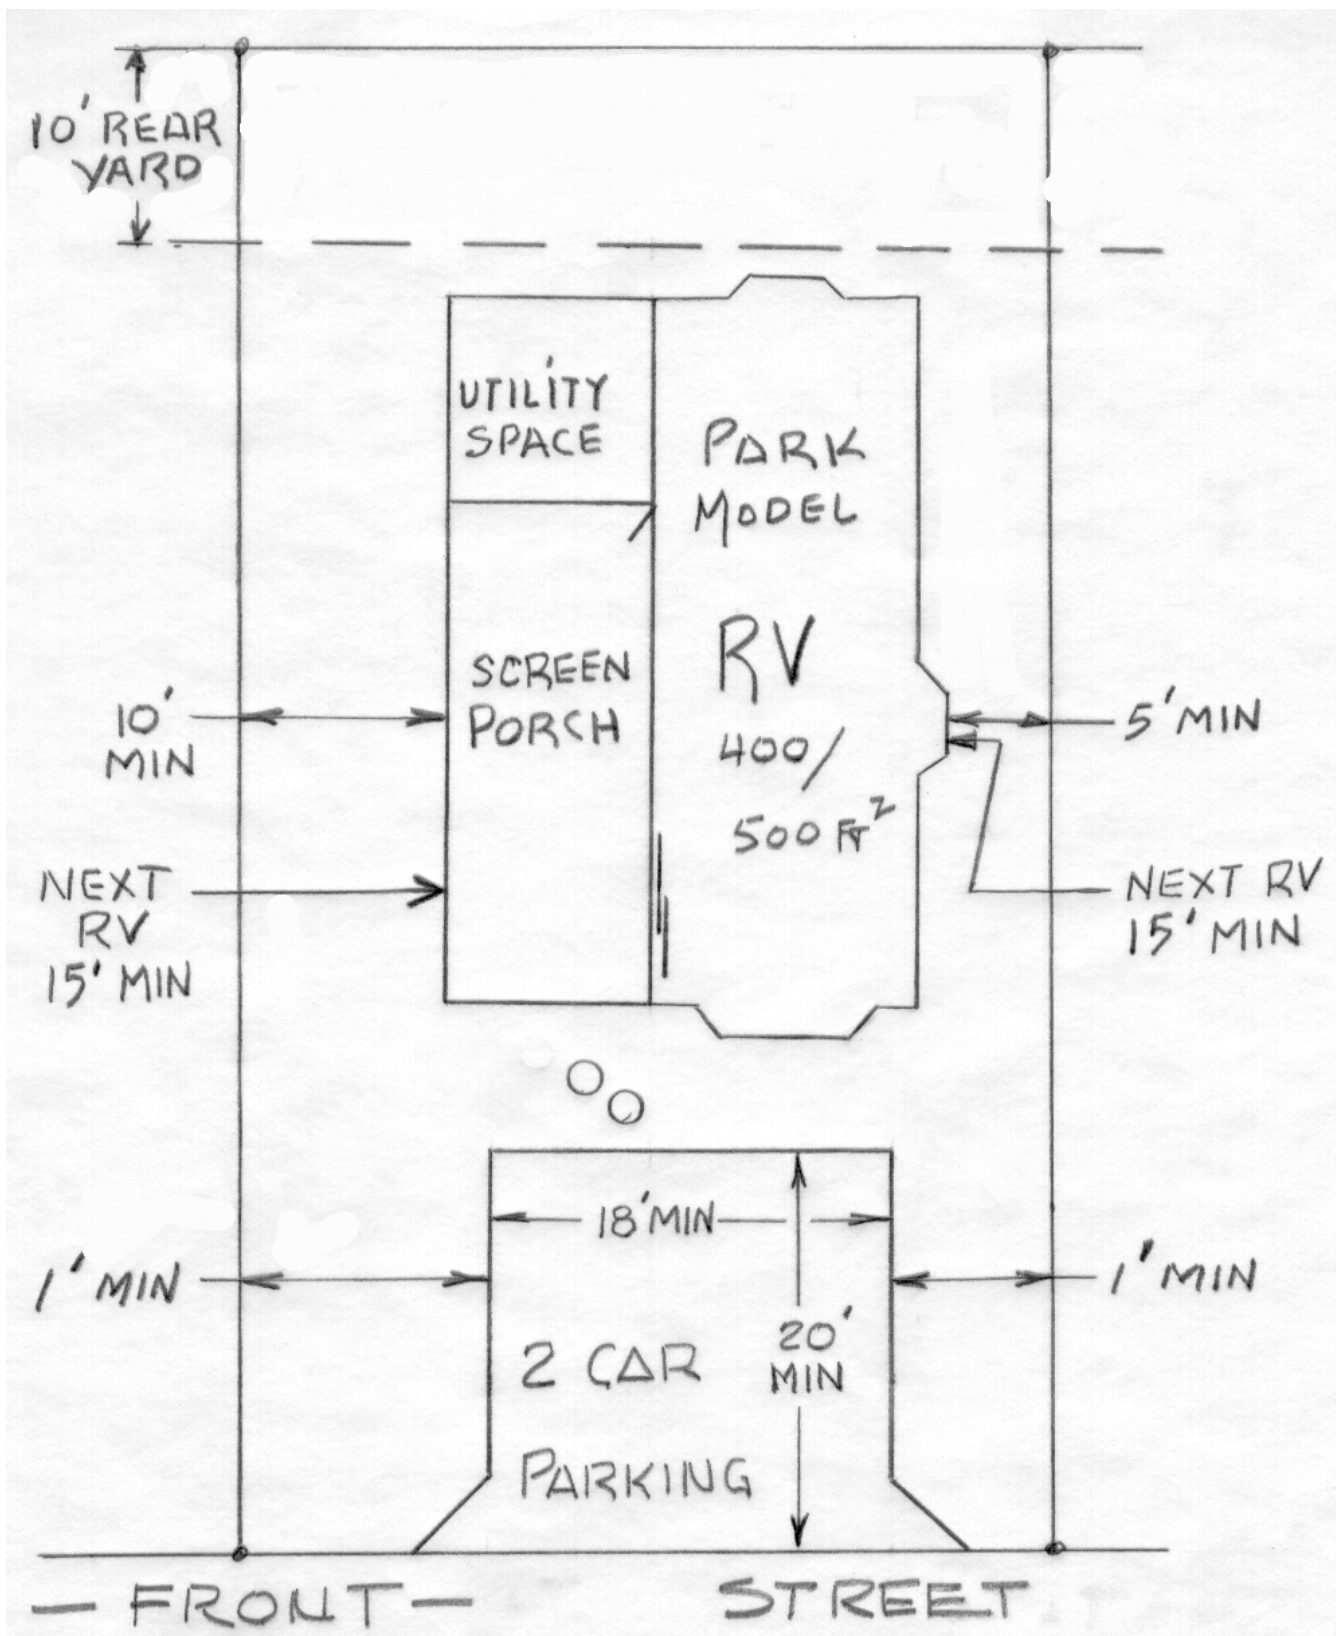 10' REAR
YARD
UTILITY
SPACE
PARK
MODEL
RV
400/
500 FT²
SCREEN
PORCH
10'
MIN
5' MIN
NEXT
RV
15' MIN
NEXT RV
15' MIN
18' MIN
1' MIN
1' MIN
20'
MIN
2 CAR
PARKING
— FRONT — STREET